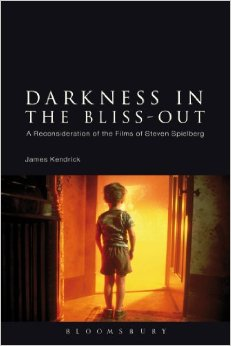 DARKNESS IN
THE BLISS-OUT
A Reconsideration of the Films of Steven Spielberg
James Kendrick
BLOOMSBURY